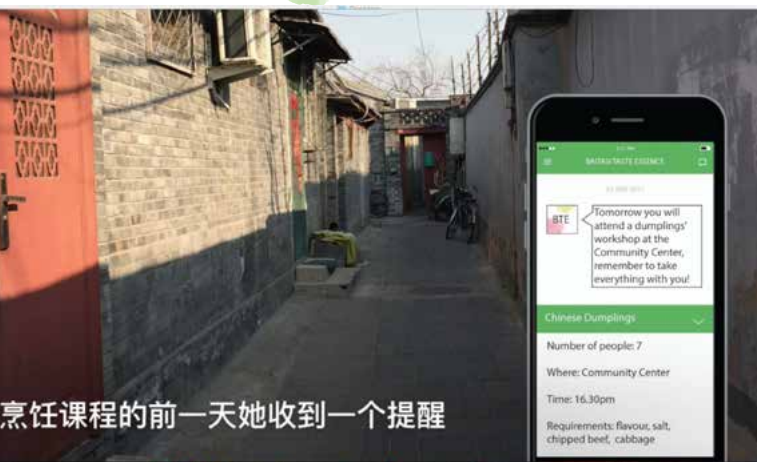 BAITASI TASTE ESSENCE
BTE
Tomorrow you will
attend a dumplings'
workshop at the
Community Center,
remember to take
everything with you!
Chinese Dumplings
Number of people: 7
Where: Community Center
Time: 16.30pm
Requirements: flavour, salt,
chipped beef, cabbage
烹饪课程的前一天她收到一个提醒